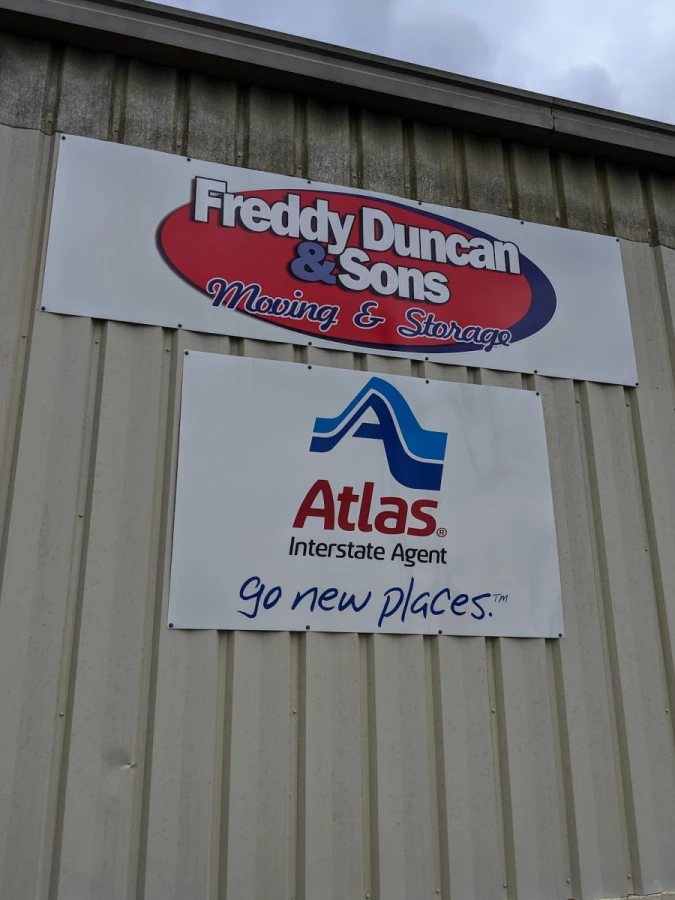 Freddy Duncan
& Sons
Moving & Storage
Atlas®
Interstate Agent
go new places.™